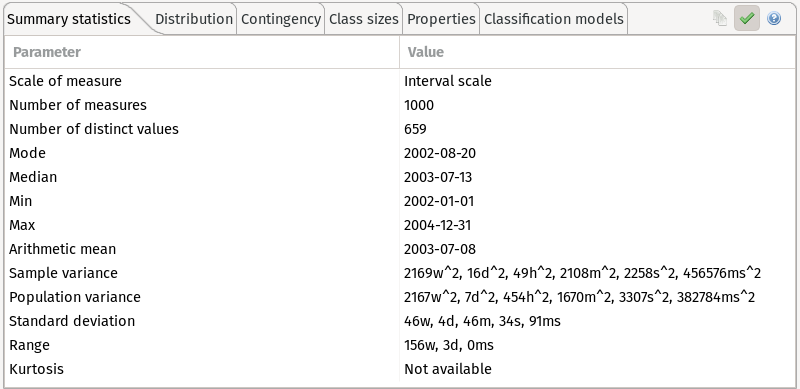 Summary statistics Distribution Contingency Class sizes Properties Classification models
Parameter Value
Scale of measure Interval scale
Number of measures 1000
Number of distinct values 659
Mode 2002-08-20
Median 2003-07-13
Min 2002-01-01
Max 2004-12-31
Arithmetic mean 2003-07-08
Sample variance 2169w^2, 16d^2, 49h^2, 2108m^2, 2258s^2, 456576ms^2
Population variance 2167w^2, 7d^2, 454h^2, 1670m^2, 3307s^2, 382784ms^2
Standard deviation 46w, 4d, 46m, 34s, 91ms
Range 156w, 3d, 0ms
Kurtosis Not available